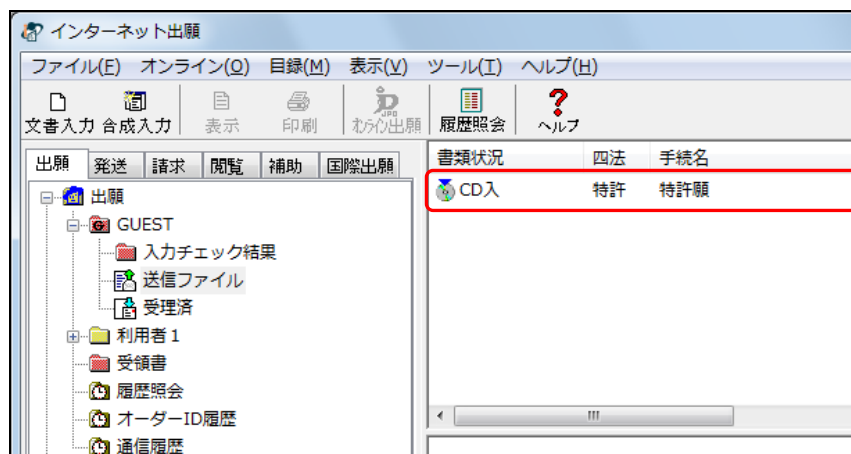 インターネット出願
ファイル(F) オンライン(O) 目録(M) 表示(V) ツール(T) ヘルプ(H)
文書入力 合成入力 表示 印刷 オンライン出願 履歴照会 ヘルプ
出願 発送 請求 閲覧 補助 国際出願
書類状況 四法 手続名
CD入 特許 特許願
出願
GUEST
入力チェック結果
送信ファイル
受理済
利用者1
受領書
履歴照会
オーダーID履歴
通信履歴